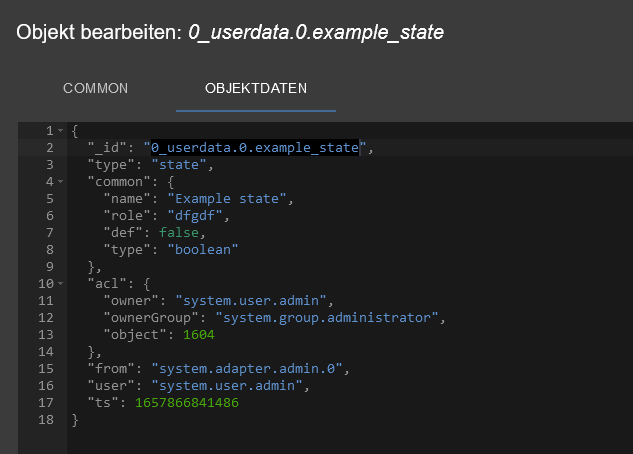 Objekt bearbeiten: 0_userdata.0.example_state
COMMON
OBJEKTDATEN
1 {
2 "_id": "0_userdata.0.example_state",
3 "type": "state",
4 "common": {
5 "name": "Example state",
6 "role": "dfgdf",
7 "def": false,
8 "type": "boolean"
9 },
10 "acl": {
11 "owner": "system.user.admin",
12 "ownerGroup": "system.group.administrator",
13 "object": 1604
14 },
15 "from": "system.adapter.admin.0",
16 "user": "system.user.admin",
17 "ts": 1657866841486
18 }